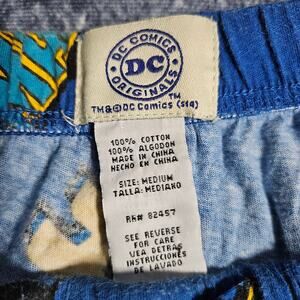 DC COMICS
DC
ORIGINALS
TM
TM&©DC Comics (s14)
100% COTTON
100% ALGODON
MADE IN CHINA
HECHO EN CHINA
SIZE: MEDIUM
TALLA: MEDIANO
RN# 82457
SEE REVERSE
FOR CARE
VEA DETRAS
INSTRUCCIONES
DE LAVADO